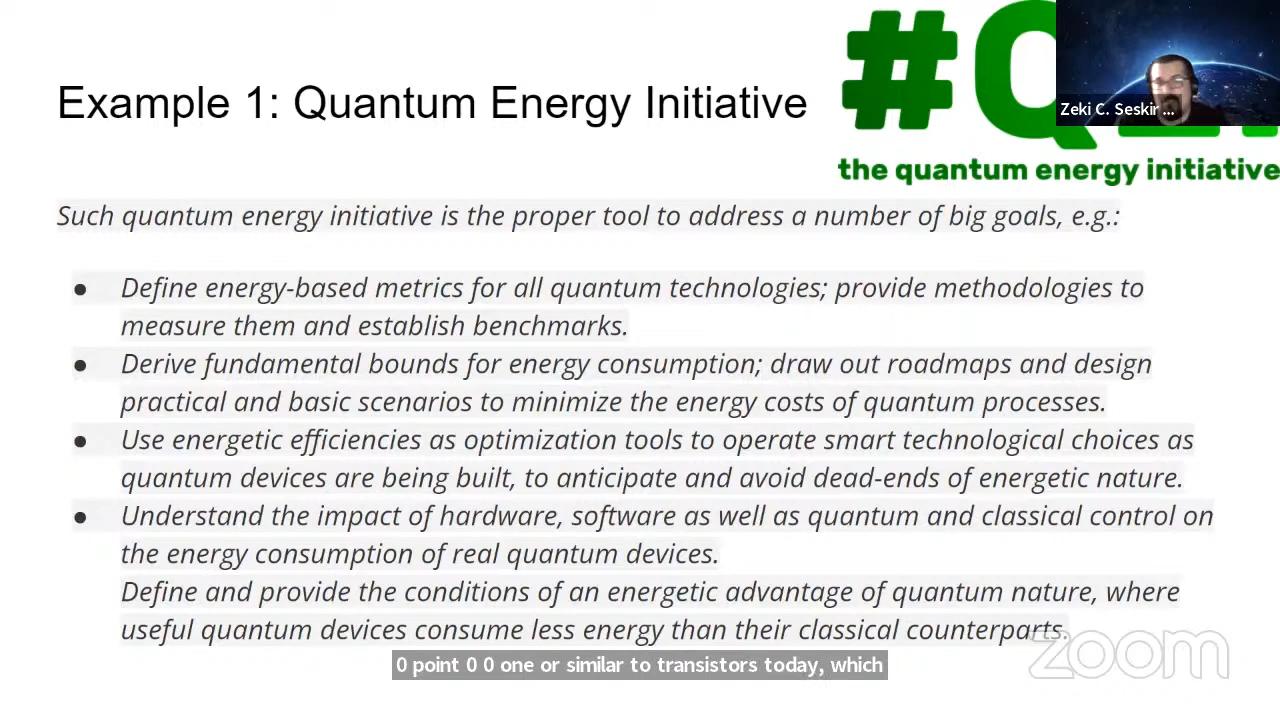 #Q
Zeki C. Seskir ...
Example 1: Quantum Energy Initiative
the quantum energy initiative
Such quantum energy initiative is the proper tool to address a number of big goals, e.g.:
● Define energy-based metrics for all quantum technologies; provide methodologies to
measure them and establish benchmarks.
● Derive fundamental bounds for energy consumption; draw out roadmaps and design
practical and basic scenarios to minimize the energy costs of quantum processes.
● Use energetic efficiencies as optimization tools to operate smart technological choices as
quantum devices are being built, to anticipate and avoid dead-ends of energetic nature.
● Understand the impact of hardware, software as well as quantum and classical control on
the energy consumption of real quantum devices.
Define and provide the conditions of an energetic advantage of quantum nature, where
useful quantum devices consume less energy than their classical counterparts.
zoom
0 point 0 0 one or similar to transistors today, which